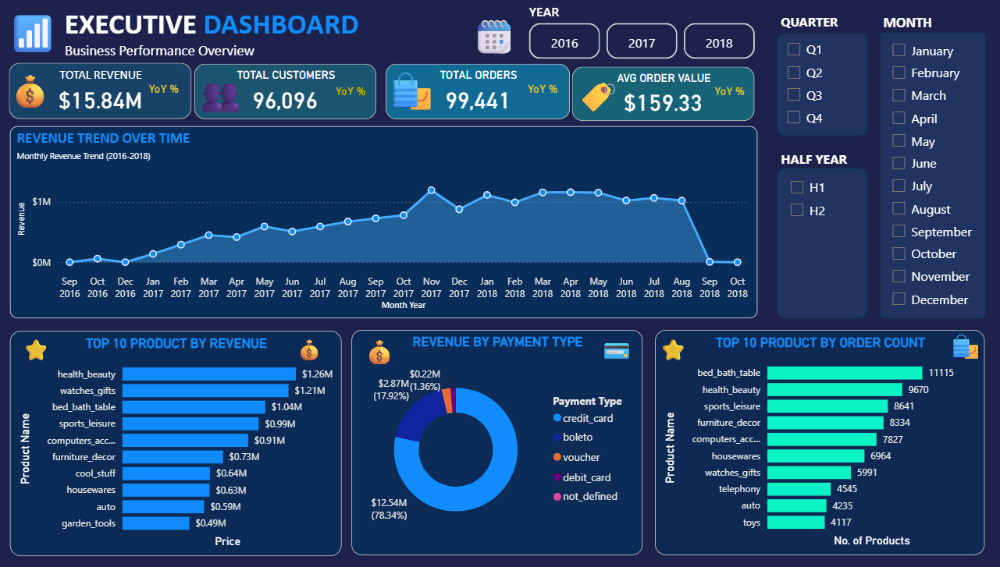 EXECUTIVE DASHBOARD
Business Performance Overview
YEAR
2016
2017
2018
QUARTER
Q1
Q2
Q3
Q4
HALF YEAR
H1
H2
MONTH
January
February
March
April
May
June
July
August
September
October
November
December
TOTAL REVENUE
$15.84M
YoY %
TOTAL CUSTOMERS
96,096
YoY %
TOTAL ORDERS
99,441
YoY %
AVG ORDER VALUE
$159.33
YoY %
REVENUE TREND OVER TIME
Monthly Revenue Trend (2016-2018)
Revenue
$1M
$0M
Sep Oct Dec Jan Feb Mar Apr May Jun Jul Aug Sep Oct Nov Dec Jan Feb Mar Apr May Jun Jul Aug Sep Oct
2016 2016 2016 2017 2017 2017 2017 2017 2017 2017 2017 2017 2017 2017 2017 2018 2018 2018 2018 2018 2018 2018 2018 2018 2018
Month Year
TOP 10 PRODUCT BY REVENUE
Product Name
health_beauty $1.26M
watches_gifts $1.21M
bed_bath_table $1.04M
sports_leisure $0.99M
computers_acc... $0.91M
furniture_decor $0.73M
cool_stuff $0.64M
housewares $0.63M
auto $0.59M
garden_tools $0.49M
Price
REVENUE BY PAYMENT TYPE
$0.22M
(1.36%)
$2.87M
(17.92%)
$12.54M
(78.34%)
Payment Type
credit_card
boleto
voucher
debit_card
not_defined
TOP 10 PRODUCT BY ORDER COUNT
Product Name
bed_bath_table 11115
health_beauty 9670
sports_leisure 8641
furniture_decor 8334
computers_acc... 7827
housewares 6964
watches_gifts 5991
telephony 4545
auto 4235
toys 4117
No. of Products